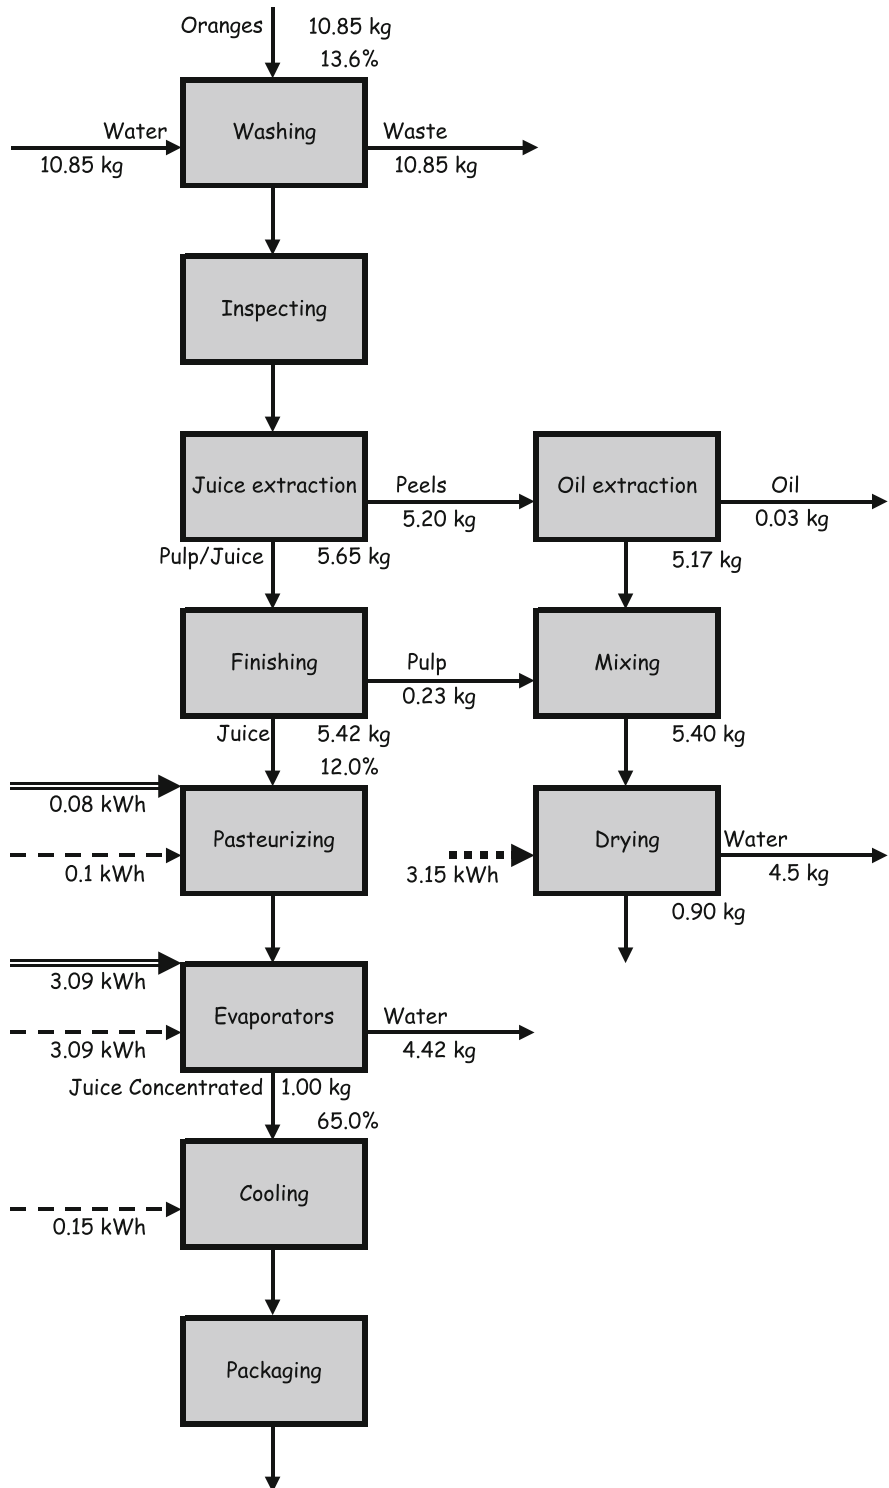 Oranges 10.85 kg
13.6%
Water Washing Waste
10.85 kg 10.85 kg
Inspecting
Juice extraction Peels Oil extraction Oil
5.20 kg 0.03 kg
Pulp/Juice 5.65 kg 5.17 kg
Finishing Pulp Mixing
0.23 kg
Juice 5.42 kg 5.40 kg
12.0%
0.08 kWh
Pasteurizing Drying Water
0.1 kWh 3.15 kWh 4.5 kg
0.90 kg
3.09 kWh
Evaporators Water
3.09 kWh 4.42 kg
Juice Concentrated 1.00 kg
65.0%
Cooling
0.15 kWh
Packaging